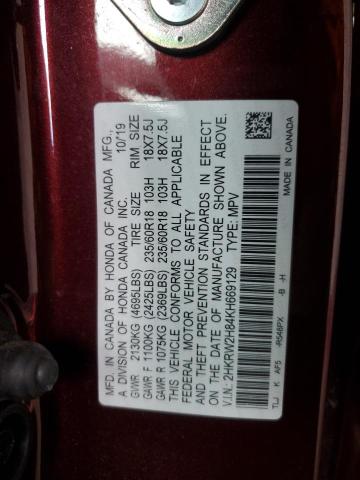 MFD. IN CANADA BY HONDA OF CANADA MFG.,
A DIVISION OF HONDA CANADA INC. 10/19
GVWR 2130KG (4695LBS) TIRE SIZE RIM SIZE
GAWR F 1100KG (2425LBS) 235/60R18 103H 18X7.5J
GAWR R 1075KG (2369LBS) 235/60R18 103H 18X7.5J
THIS VEHICLE CONFORMS TO ALL APPLICABLE
FEDERAL MOTOR VEHICLE SAFETY
AND THEFT PREVENTION STANDARDS IN EFFECT
ON THE DATE OF MANUFACTURE SHOWN ABOVE.
V.I.N: 2HKRW2H84KH669129 TYPE: MPV
TLJ K AF5 -R548PX -B -H MADE IN CANADA